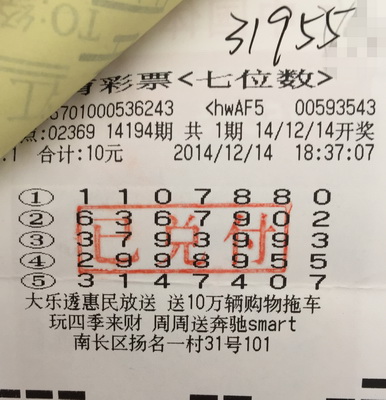 31955
彩票<七位数>
701000536243 <hwAF5 00593543
点:02369 14194期 共 1期 14/12/14开奖
.1 合计:10元 2014/12/14 18:37:07
① 1 1 0 7 8 8 0
② 6 3 6 7 9 0 2
③ 3 7 9 3 9 9 3
④ 2 9 9 8 9 5 5
⑤ 3 1 4 7 4 0 7
已兑付
大乐透惠民放送 送10万辆购物拖车
玩四季来财 周周送奔驰smart
南长区扬名一村31号101